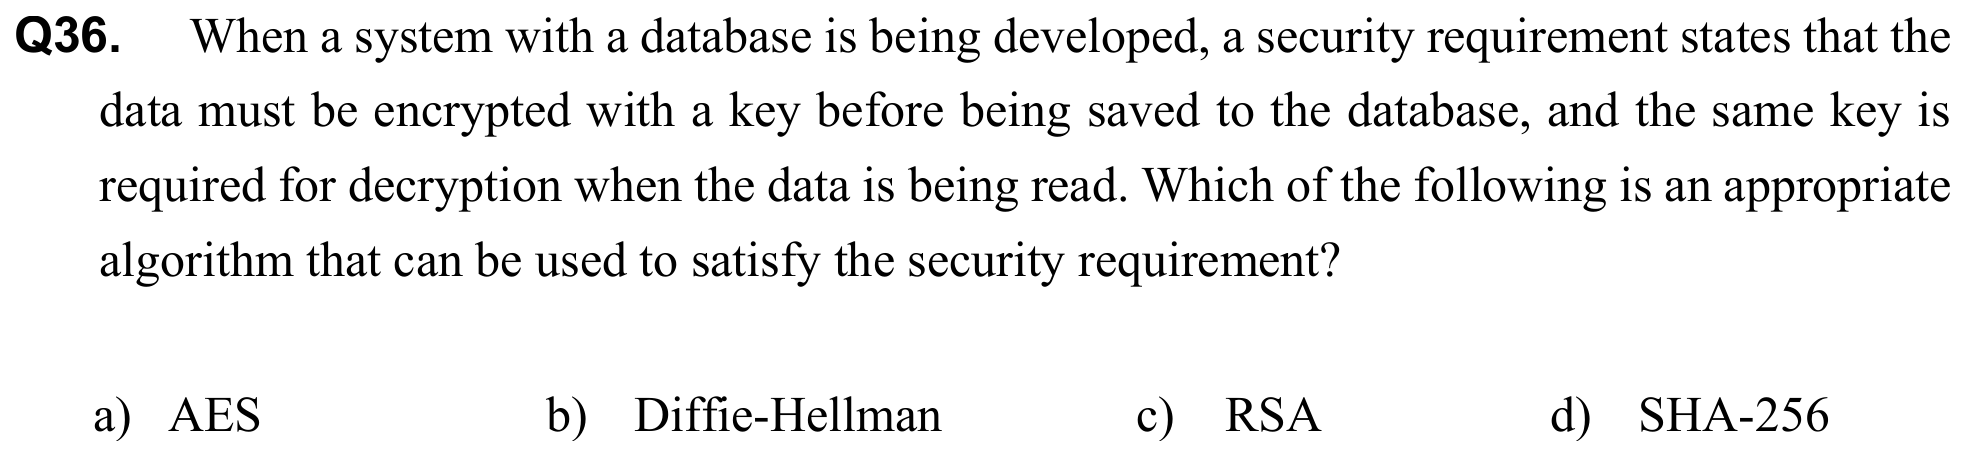 Q36. When a system with a database is being developed, a security requirement states that the
data must be encrypted with a key before being saved to the database, and the same key is
required for decryption when the data is being read. Which of the following is an appropriate
algorithm that can be used to satisfy the security requirement?
a) AES b) Diffie-Hellman c) RSA d) SHA-256